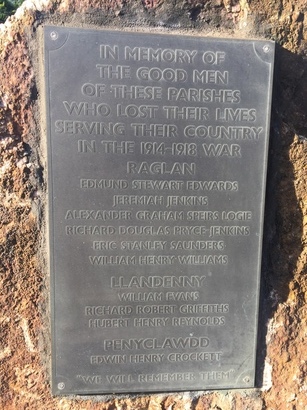 IN MEMORY OF
THE GOOD MEN
OF THESE PARISHES
WHO LOST THEIR LIVES
SERVING THEIR COUNTRY
IN THE 1914-1918 WAR
RAGLAN
EDMUND STEWART EDWARDS
JEREMIAH JENKINS
ALEXANDER GRAHAM SPEIRS LOGIE
RICHARD DOUGLAS PRYCE-JENKINS
ERIC STANLEY SAUNDERS
WILLIAM HENRY WILLIAMS
LLANDENNY
WILLIAM EVANS
RICHARD ROBERT GRIFFITHS
HUBERT HENRY REYNOLDS
PENYCLAWDD
EDWIN HENRY CROCKETT
"WE WILL REMEMBER THEM"